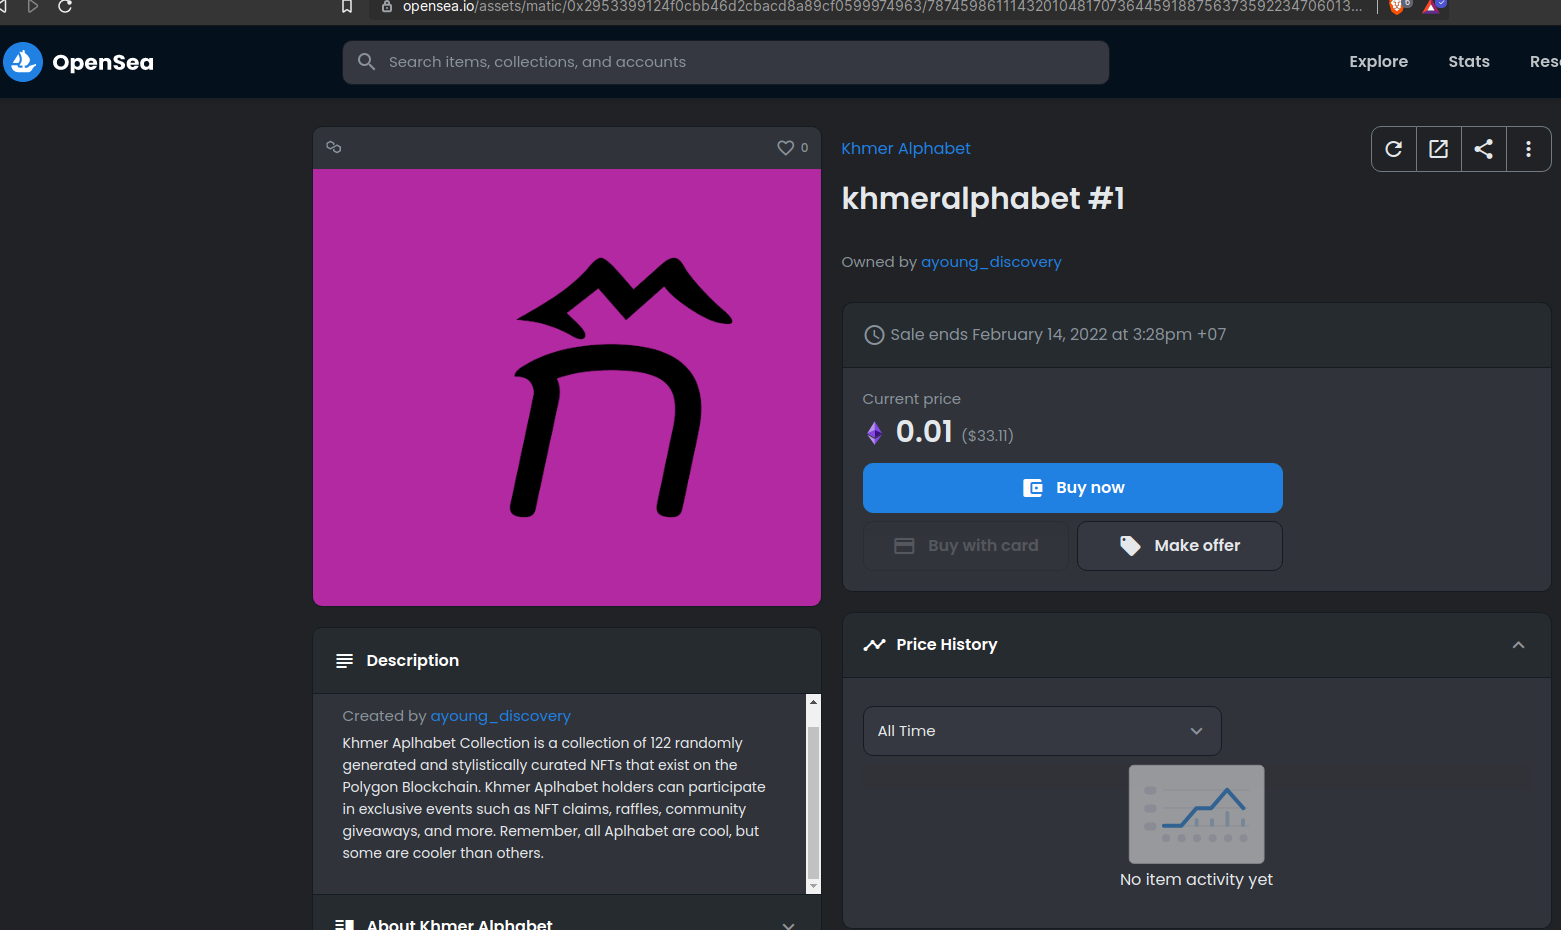 opensea.io/assets/matic/0x2953399124f0cbb46d2cbacd8a89cf0599974963/7874598611143201048170736445918875637359223470601​3...
OpenSea
Search items, collections, and accounts
Explore
Stats
0
ក
Khmer Alphabet
khmeralphabet #1
Owned by ayoung_discovery
Sale ends February 14, 2022 at 3:28pm +07
Current price
0.01 ($33.11)
Buy now
Buy with card
Make offer
Description
Created by ayoung_discovery
Khmer Aplhabet Collection is a collection of 122 randomly
generated and stylistically curated NFTs that exist on the
Polygon Blockchain. Khmer Aplhabet holders can participate
in exclusive events such as NFT claims, raffles, community
giveaways, and more. Remember, all Aplhabet are cool, but
some are cooler than others.
About Khmer Alphabet
Price History
All Time
No item activity yet